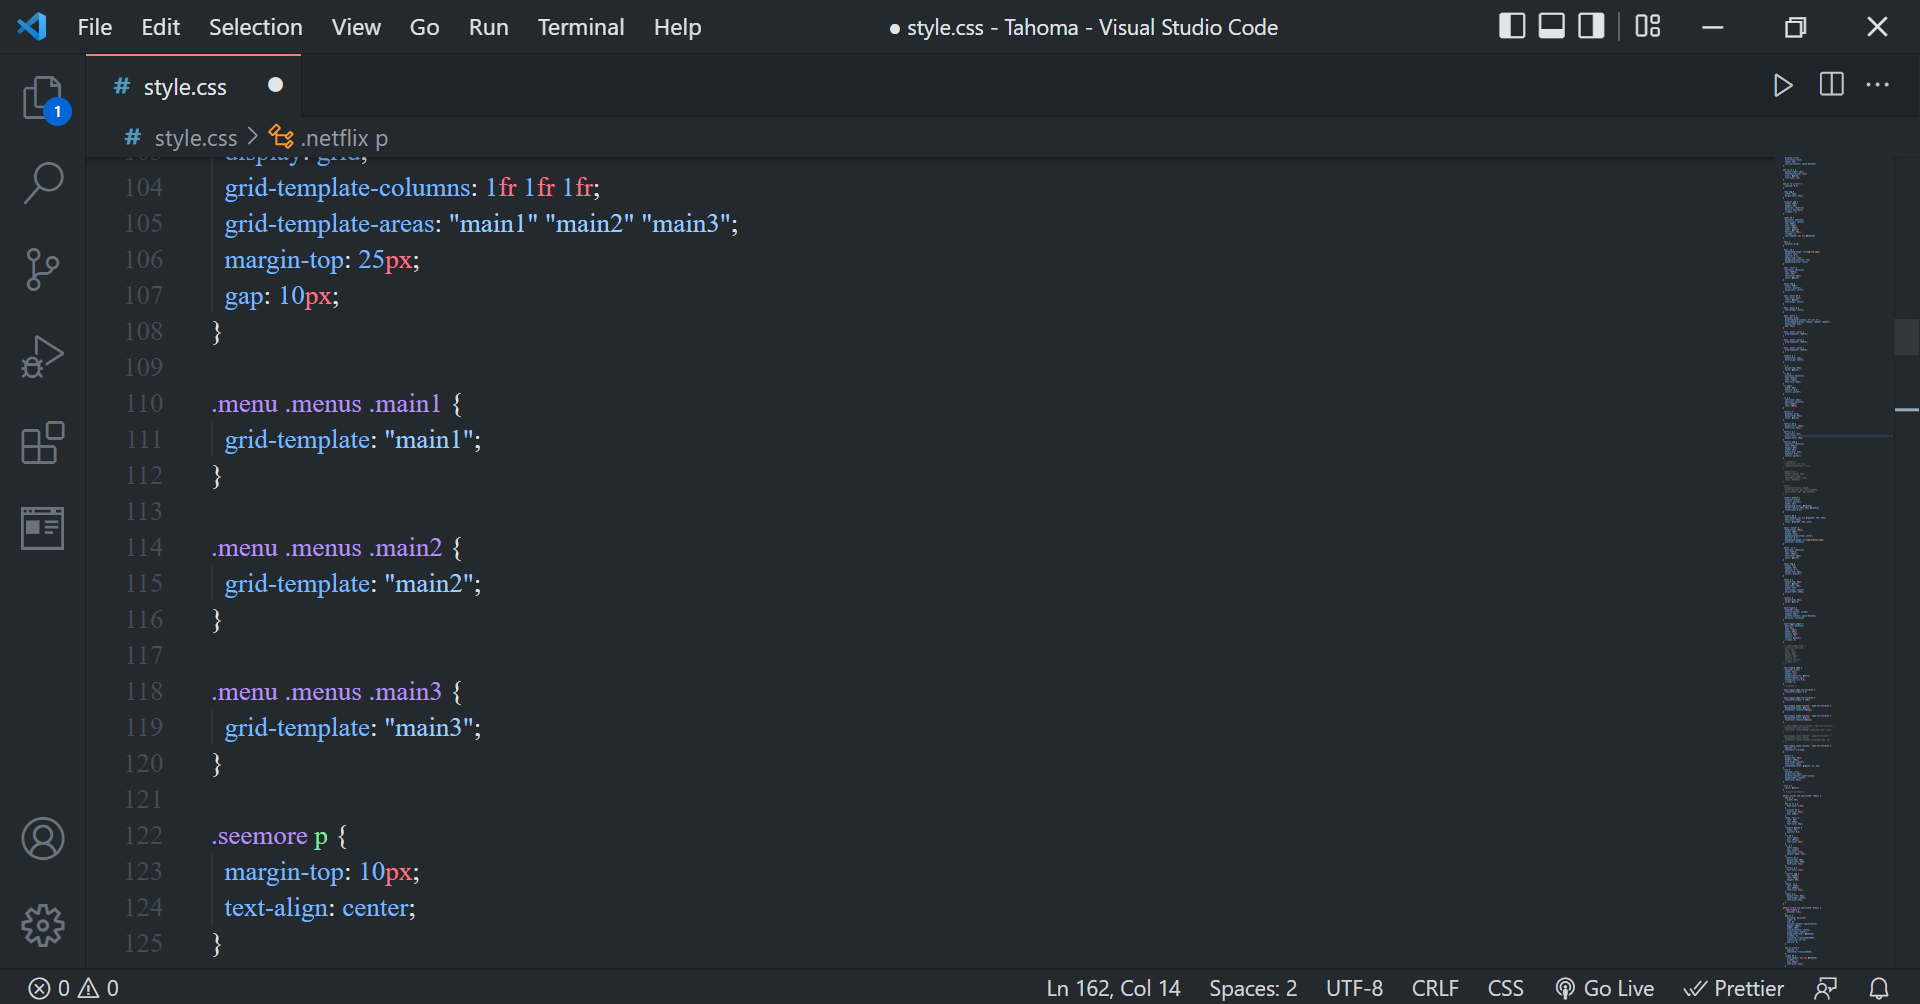 File Edit Selection View Go Run Terminal Help
● style.css - Tahoma - Visual Studio Code
# style.css
1
# style.css > .netflix p
103 display: grid;
104 grid-template-columns: 1fr 1fr 1fr;
105 grid-template-areas: "main1" "main2" "main3";
106 margin-top: 25px;
107 gap: 10px;
108 }
109
110 .menu .menus .main1 {
111 grid-template: "main1";
112 }
113
114 .menu .menus .main2 {
115 grid-template: "main2";
116 }
117
118 .menu .menus .main3 {
119 grid-template: "main3";
120 }
121
122 .seemore p {
123 margin-top: 10px;
124 text-align: center;
125 }
0 0 Ln 162, Col 14 Spaces: 2 UTF-8 CRLF CSS Go Live Prettier